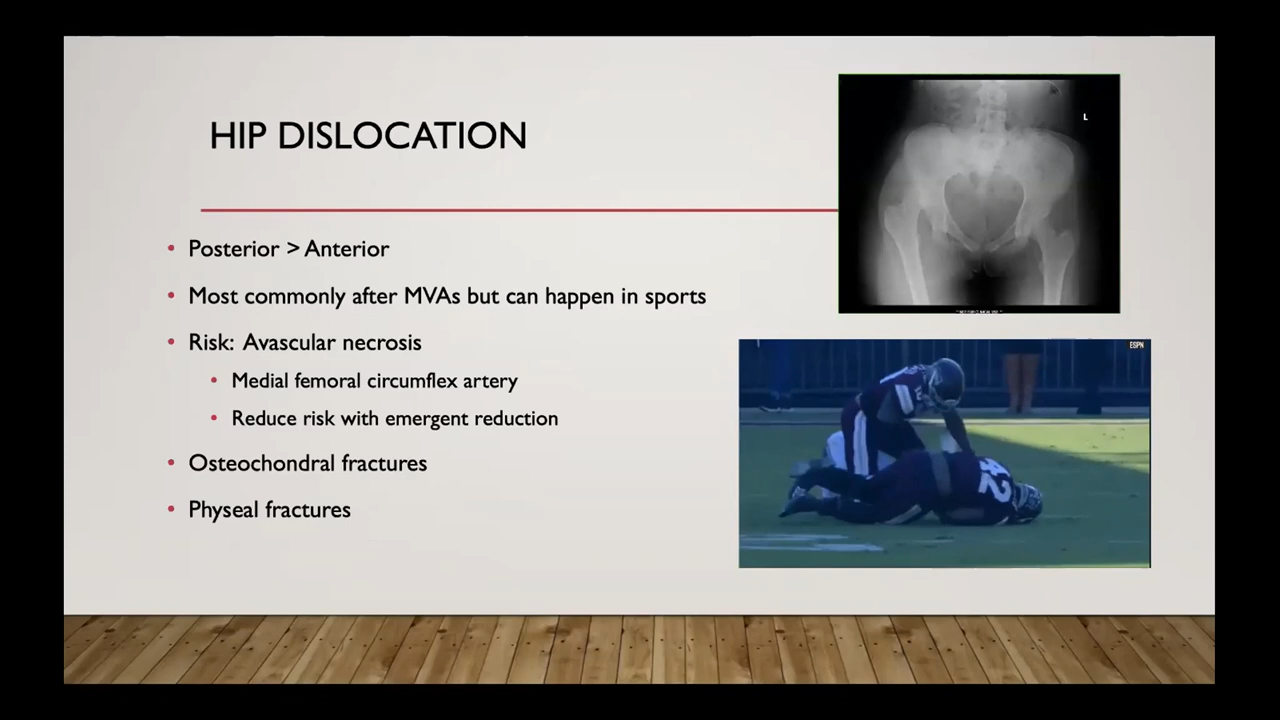 HIP DISLOCATION
L
• Posterior > Anterior
• Most commonly after MVAs but can happen in sports
• Risk: Avascular necrosis
• Medial femoral circumflex artery
• Reduce risk with emergent reduction
• Osteochondral fractures
• Physeal fractures
ESPN
42